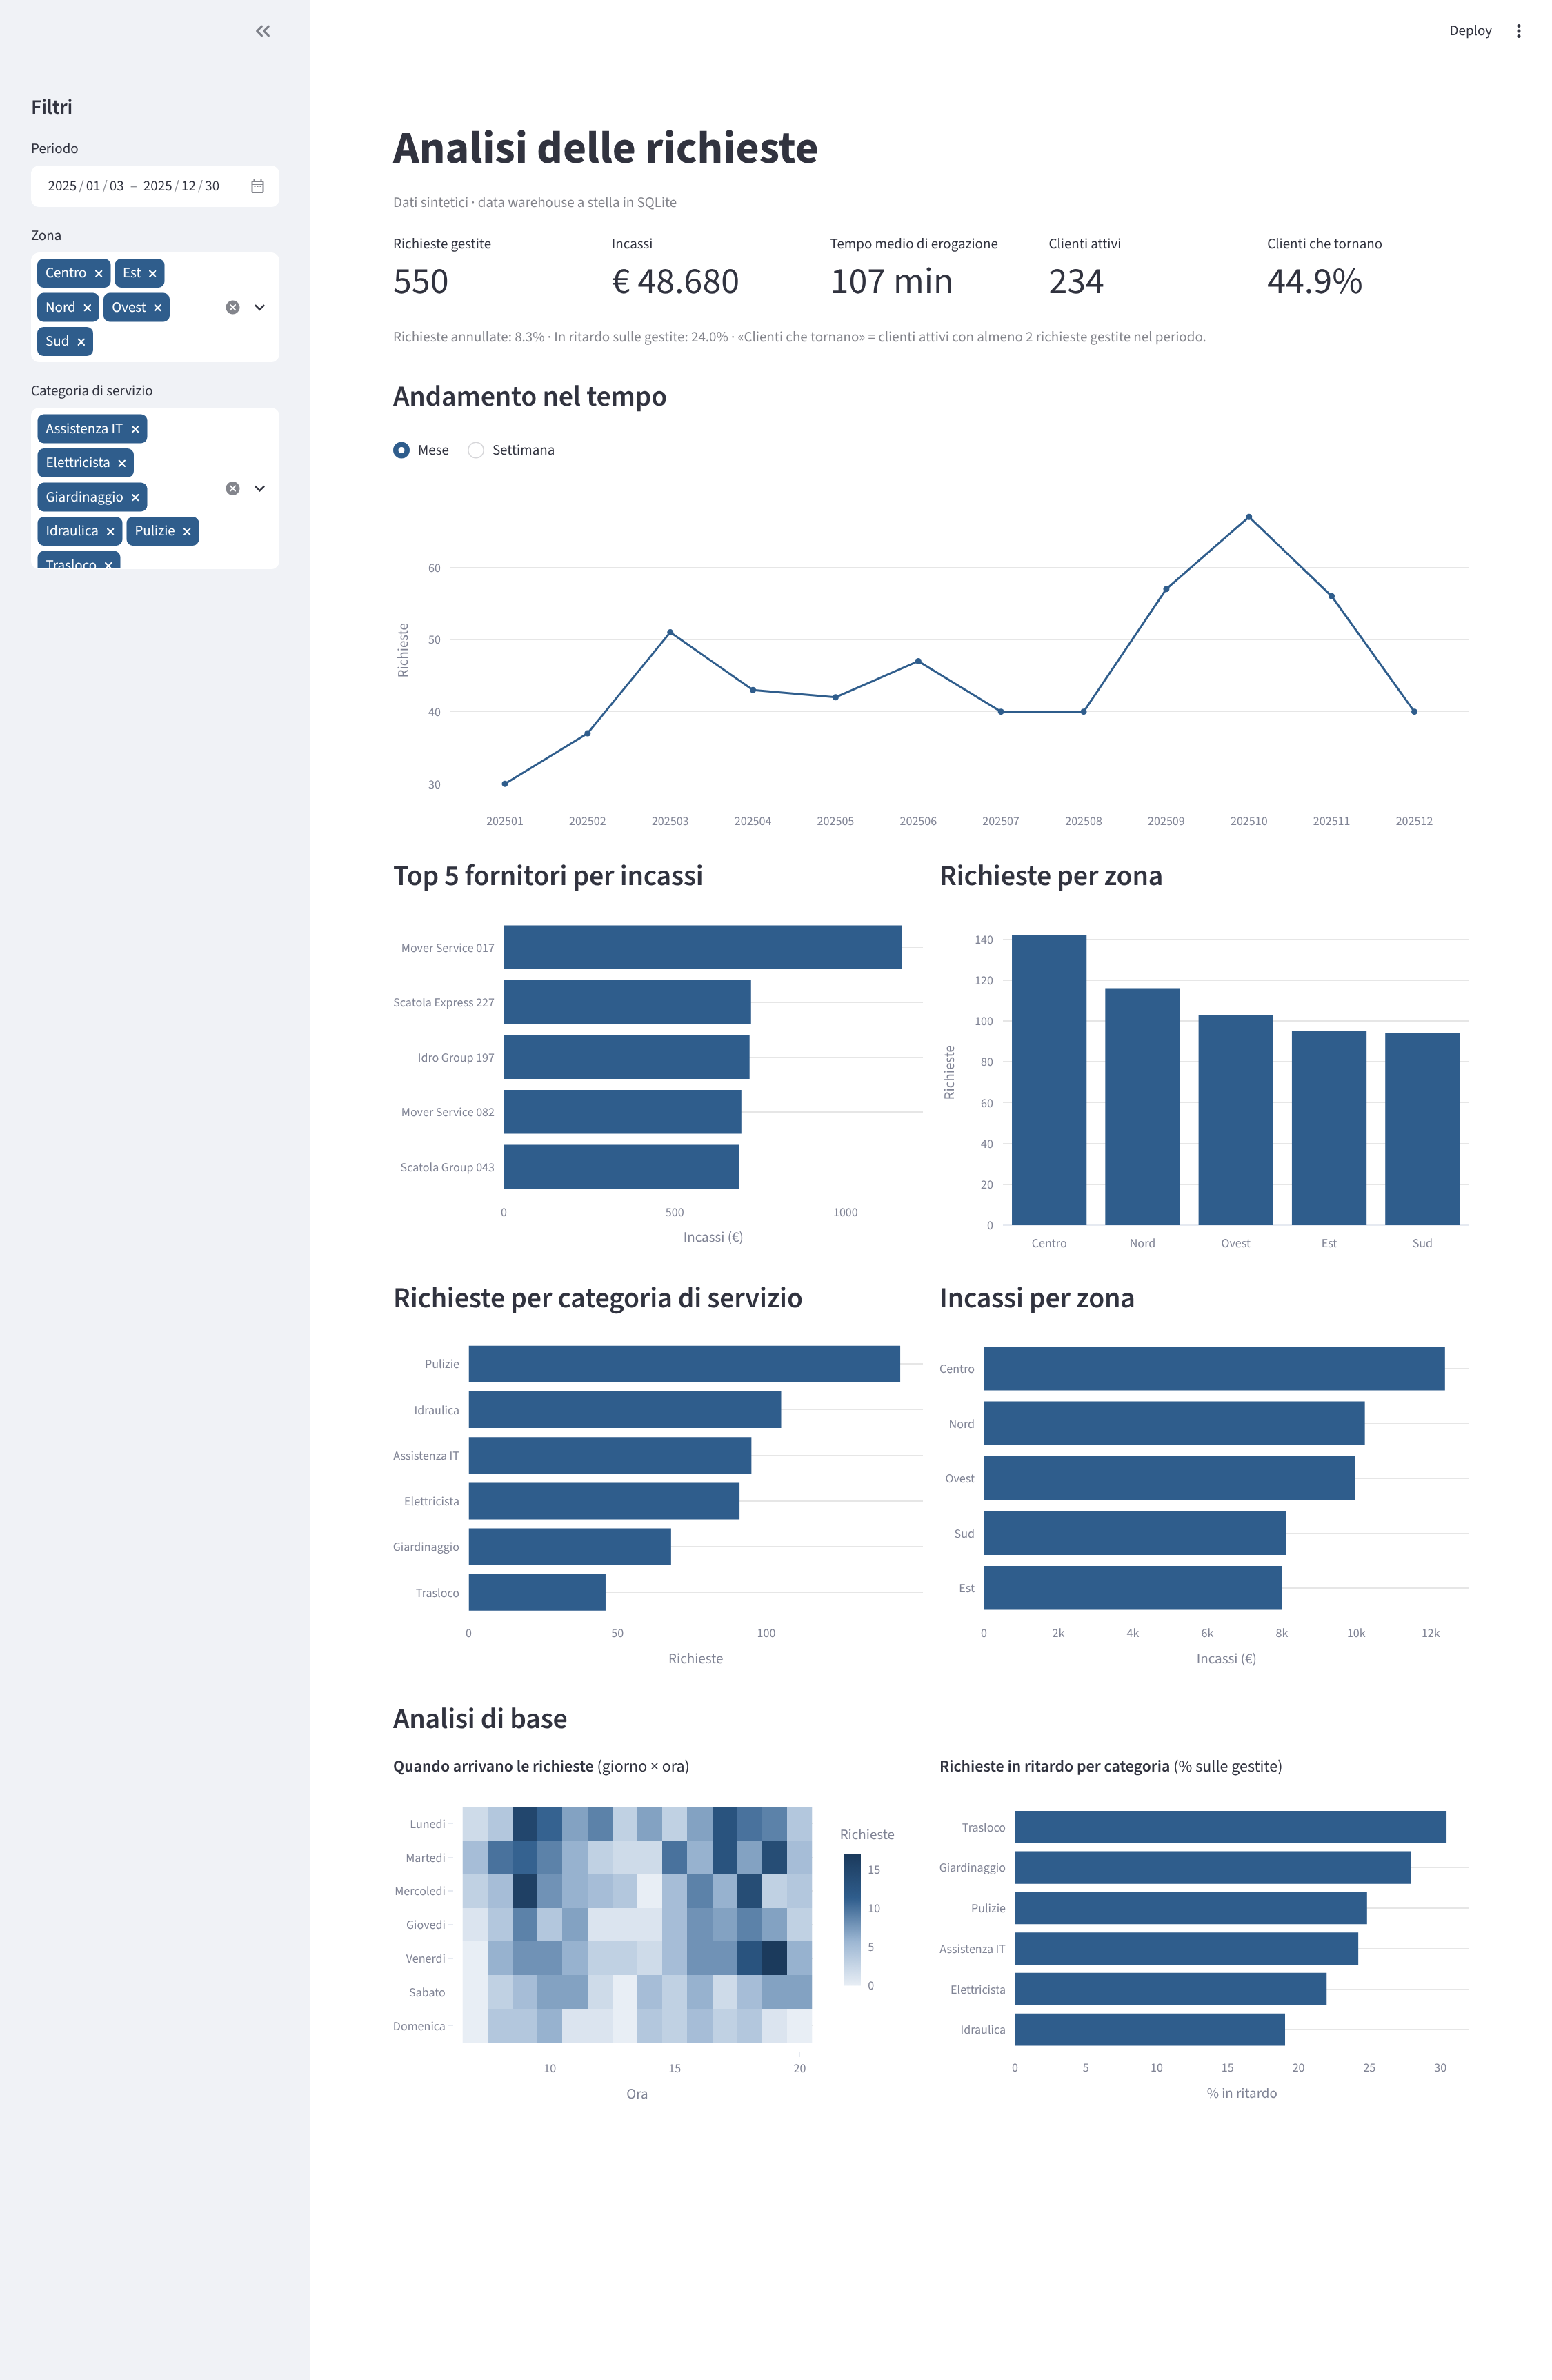 Deploy
Filtri
Periodo
2025 / 01 / 03 – 2025 / 12 / 30
Zona
Centro × Est ×
Nord × Ovest ×
Sud ×
Categoria di servizio
Assistenza IT ×
Elettricista ×
Giardinaggio ×
Idraulica × Pulizie ×
Trasloco ×
Analisi delle richieste
Dati sintetici · data warehouse a stella in SQLite
Richieste gestite
550
Incassi
€ 48.680
Tempo medio di erogazione
107 min
Clienti attivi
234
Clienti che tornano
44.9%
Richieste annullate: 8.3% · In ritardo sulle gestite: 24.0% · «Clienti che tornano» = clienti attivi con almeno 2 richieste gestite nel periodo.
Andamento nel tempo
Mese Settimana
Richieste
60
50
40
30
202501 202502 202503 202504 202505 202506 202507 202508 202509 202510 202511 202512
Top 5 fornitori per incassi
Mover Service 017
Scatola Express 227
Idro Group 197
Mover Service 082
Scatola Group 043
0 500 1000
Incassi (€)
Richieste per zona
Richieste
140
120
100
80
60
40
20
0
Centro Nord Ovest Est Sud
Richieste per categoria di servizio
Pulizie
Idraulica
Assistenza IT
Elettricista
Giardinaggio
Trasloco
0 50 100
Richieste
Incassi per zona
Centro
Nord
Ovest
Sud
Est
0 2k 4k 6k 8k 10k 12k
Incassi (€)
Analisi di base
Quando arrivano le richieste (giorno × ora)
Lunedi
Martedi
Mercoledi
Giovedi
Venerdi
Sabato
Domenica
10 15 20
Ora
Richieste
15
10
5
0
Richieste in ritardo per categoria (% sulle gestite)
Trasloco
Giardinaggio
Pulizie
Assistenza IT
Elettricista
Idraulica
0 5 10 15 20 25 30
% in ritardo